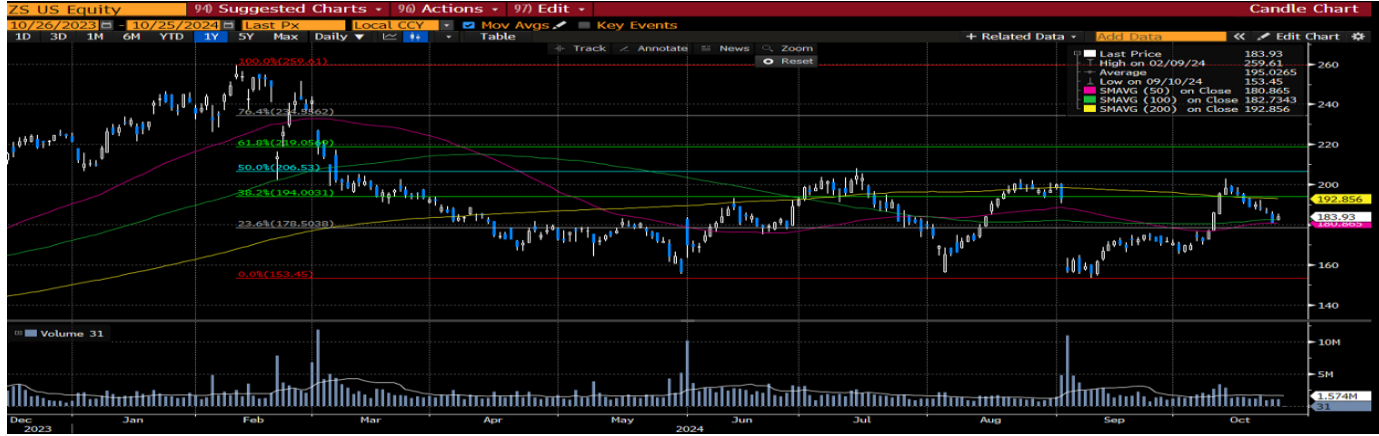 ZS US Equity 94) Suggested Charts 96) Actions 97) Edit Candle Chart
10/26/2023 - 10/25/2024 Last Px Local CCY Mov Avgs Key Events
1D 3D 1M 6M YTD 1Y 5Y Max Daily Table + Related Data Add Data Edit Chart
Track Annotate News Zoom
Reset
Last Price 183.93
High on 02/09/24 259.61
Average 195.0265
Low on 09/10/24 153.45
SMAVG (50) on Close 180.865
SMAVG (100) on Close 182.7343
SMAVG (200) on Close 192.856
100.0%(259.61)
76.4%(234.5562)
61.8%(219.0569)
50.0%(206.53)
38.2%(194.0031)
23.6%(178.5038)
0.0%(153.45)
260
240
220
200
192.856
183.93
180.865
160
140
Volume 31
10M
5M
1.574M
31
Dec Jan Feb Mar Apr May Jun Jul Aug Sep Oct
2023 2024